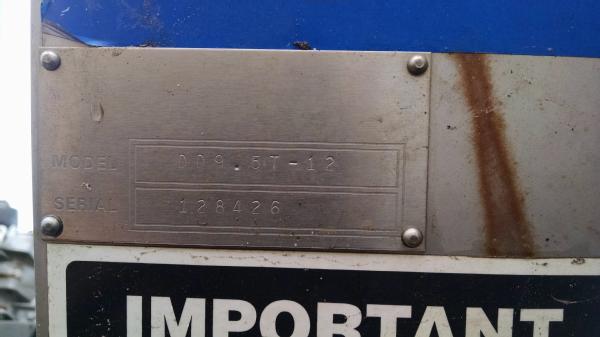 MODEL DD9.5T-12
SERIAL 128426
IMPORTANT